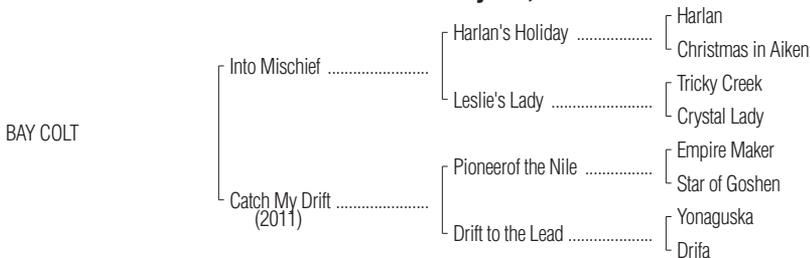 Harlan
Harlan's Holiday ..................
Christmas in Aiken
Into Mischief ........................
Tricky Creek
Leslie's Lady ........................
Crystal Lady
BAY COLT
Empire Maker
Pioneerof the Nile ................
Star of Goshen
Catch My Drift ......................
(2011)
Yonaguska
Drift to the Lead ....................
Drifa